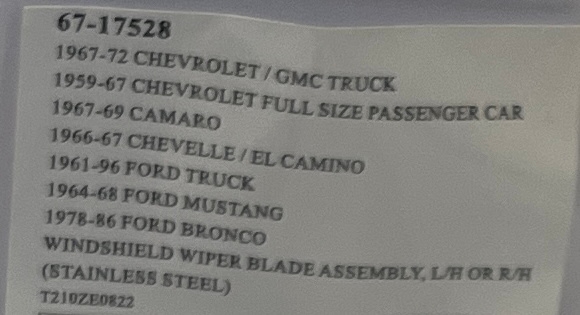 67-17528
1967-72 CHEVROLET / GMC TRUCK
1959-67 CHEVROLET FULL SIZE PASSENGER CAR
1967-69 CAMARO
1966-67 CHEVELLE / EL CAMINO
1961-96 FORD TRUCK
1964-68 FORD MUSTANG
1978-86 FORD BRONCO
WINDSHIELD WIPER BLADE ASSEMBLY, L/H OR R/H
(STAINLESS STEEL)
T210ZE0822